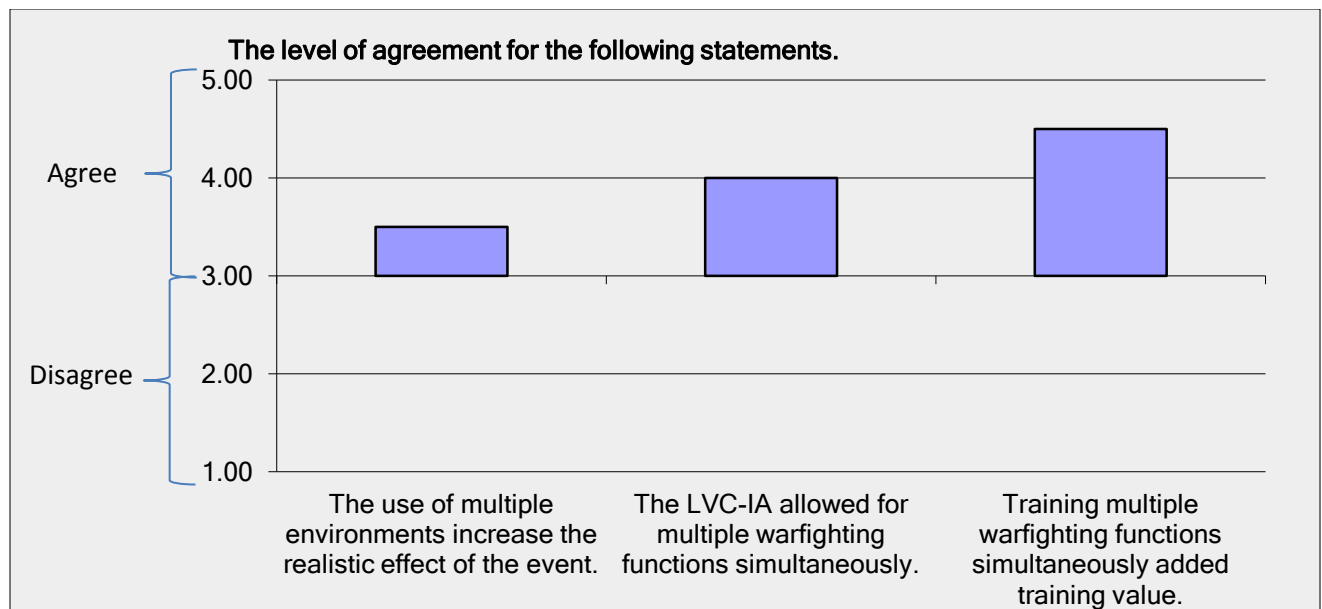 The level of agreement for the following statements.
5.00
Agree
4.00
3.00
Disagree
2.00
1.00
The use of multiple
environments increase the
realistic effect of the event.
The LVC-IA allowed for
multiple warfighting
functions simultaneously.
Training multiple
warfighting functions
simultaneously added
training value.